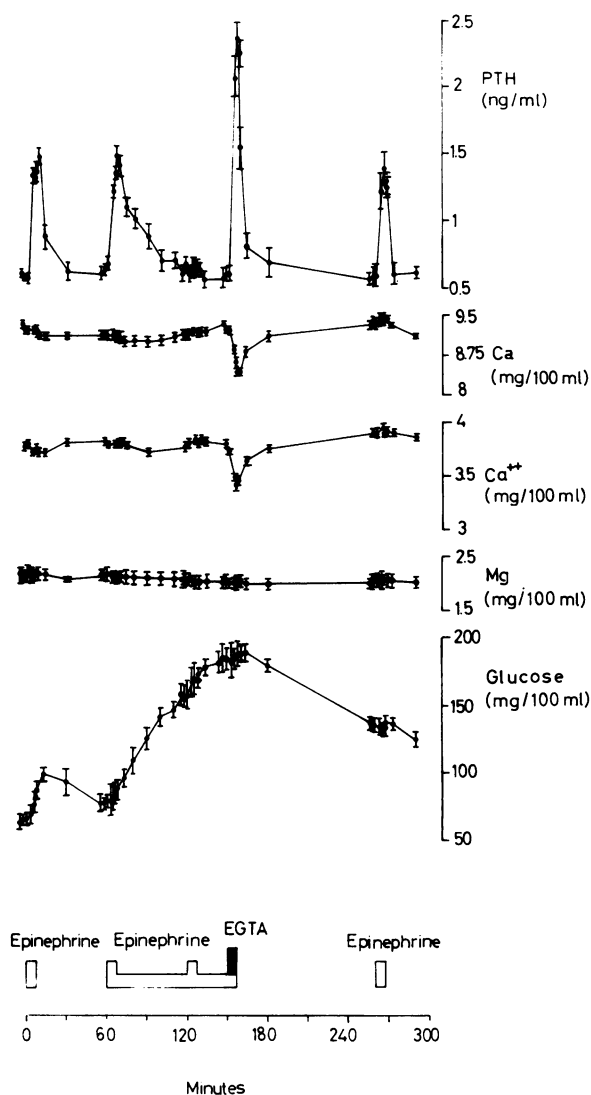 2.5
PTH
2
(ng/ml)
1.5
1
0.5
9.5
8.75 Ca
(mg/100 ml)
8
4
3.5
Ca++
(mg/100 ml)
3
2.5
Mg
(mg/100 ml)
1.5
200
Glucose
(mg/100 ml)
150
100
50
EGTA
Epinephrine Epinephrine Epinephrine
0 60 120 180 240 300
Minutes